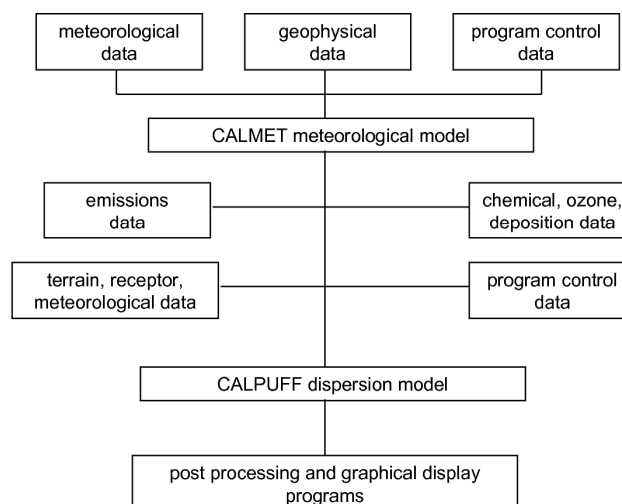 meteorological
data
geophysical
data
program control
data
CALMET meteorological model
emissions
data
chemical, ozone,
deposition data
terrain, receptor,
meteorological data
program control
data
CALPUFF dispersion model
post processing and graphical display
programs